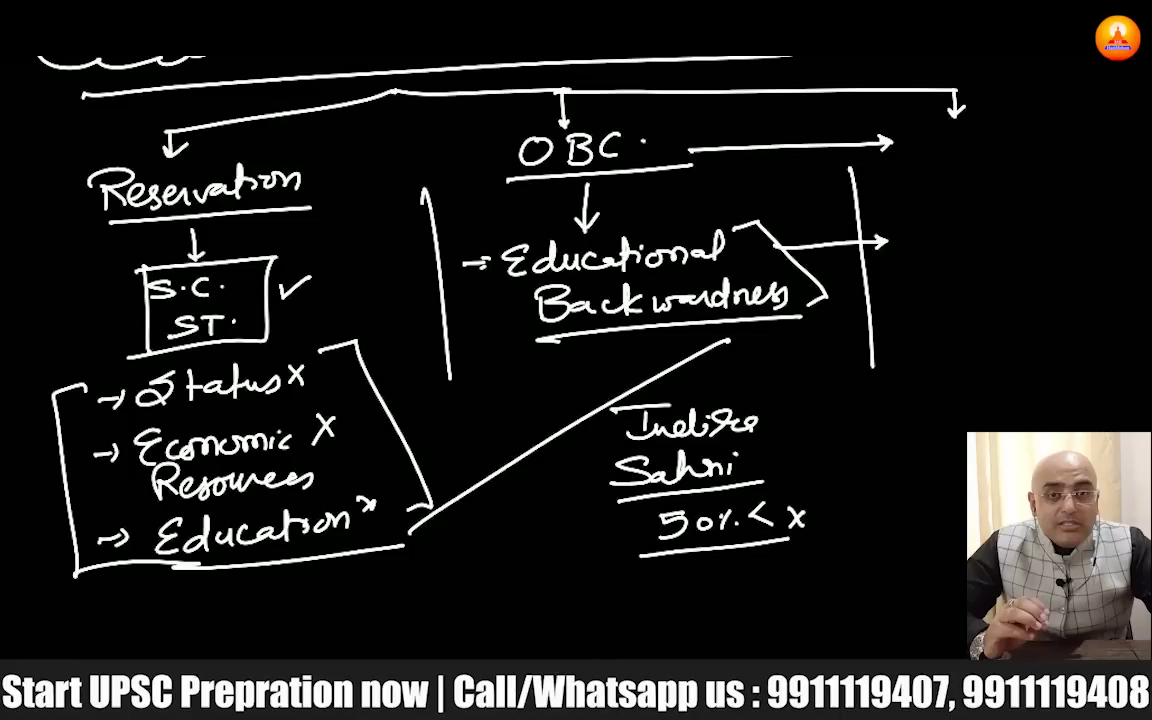 Reservation
S.C.
ST.
→ Status x
→ Economic x
Resources
→ Education x
OBC.
→ Educational
Backwardness
Indira
Sahni
50% < x
Start UPSC Prepration now | Call/Whatsapp us : 9911119407, 9911119408